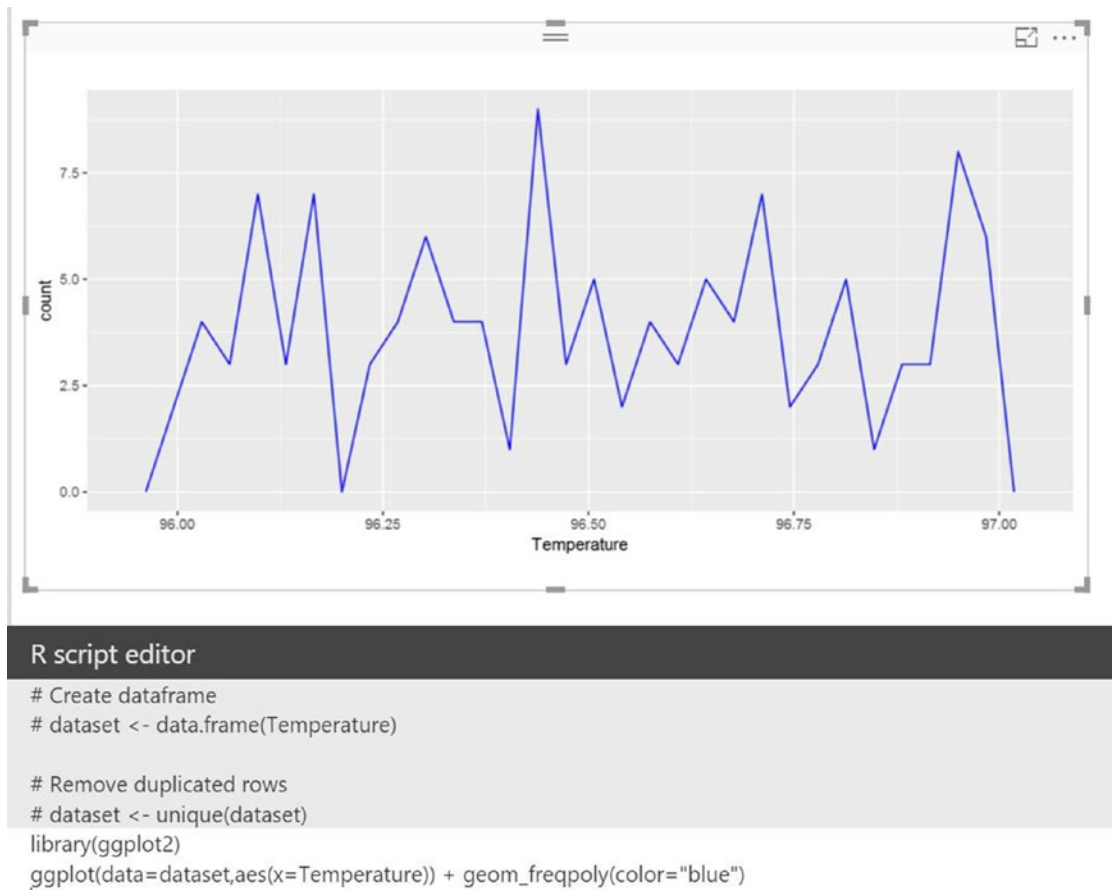 7.5
5.0
2.5
0.0
count
96.00
96.25
96.50
96.75
97.00
Temperature
R script editor
# Create dataframe
# dataset <- data.frame(Temperature)
# Remove duplicated rows
# dataset <- unique(dataset)
library(ggplot2)
ggplot(data=dataset,aes(x=Temperature)) + geom_freqpoly(color="blue")